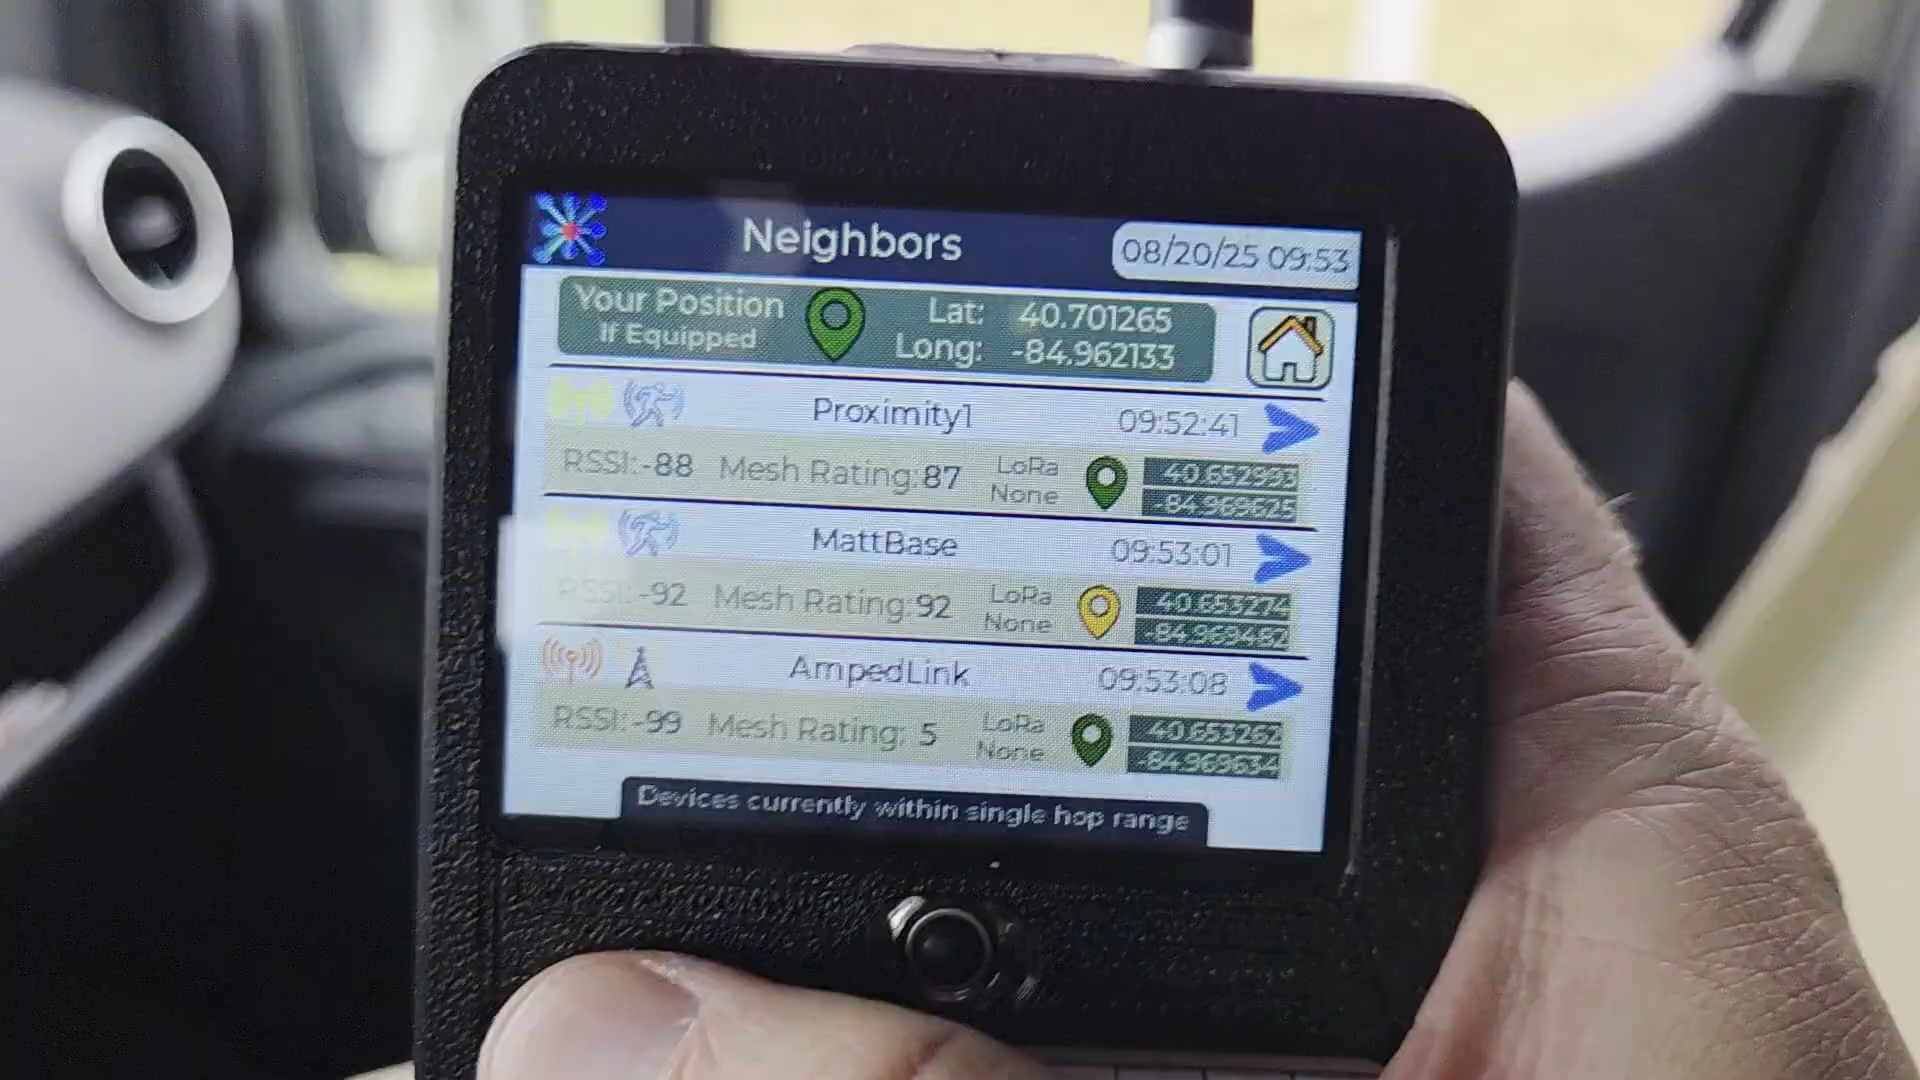 Neighbors
08/20/25 09:53
Your Position
If Equipped
Lat: 40.701265
Long: -84.962133
Proximity1 09:52:41
RSSI:-88 Mesh Rating:87 LoRa None
40.652993
-84.969625
MattBase 09:53:01
RSSI:-92 Mesh Rating:92 LoRa None
40.653274
-84.969482
AmpedLink 09:53:08
RSSI:-99 Mesh Rating: 5 LoRa None
40.653262
-84.969634
Devices currently within single hop range